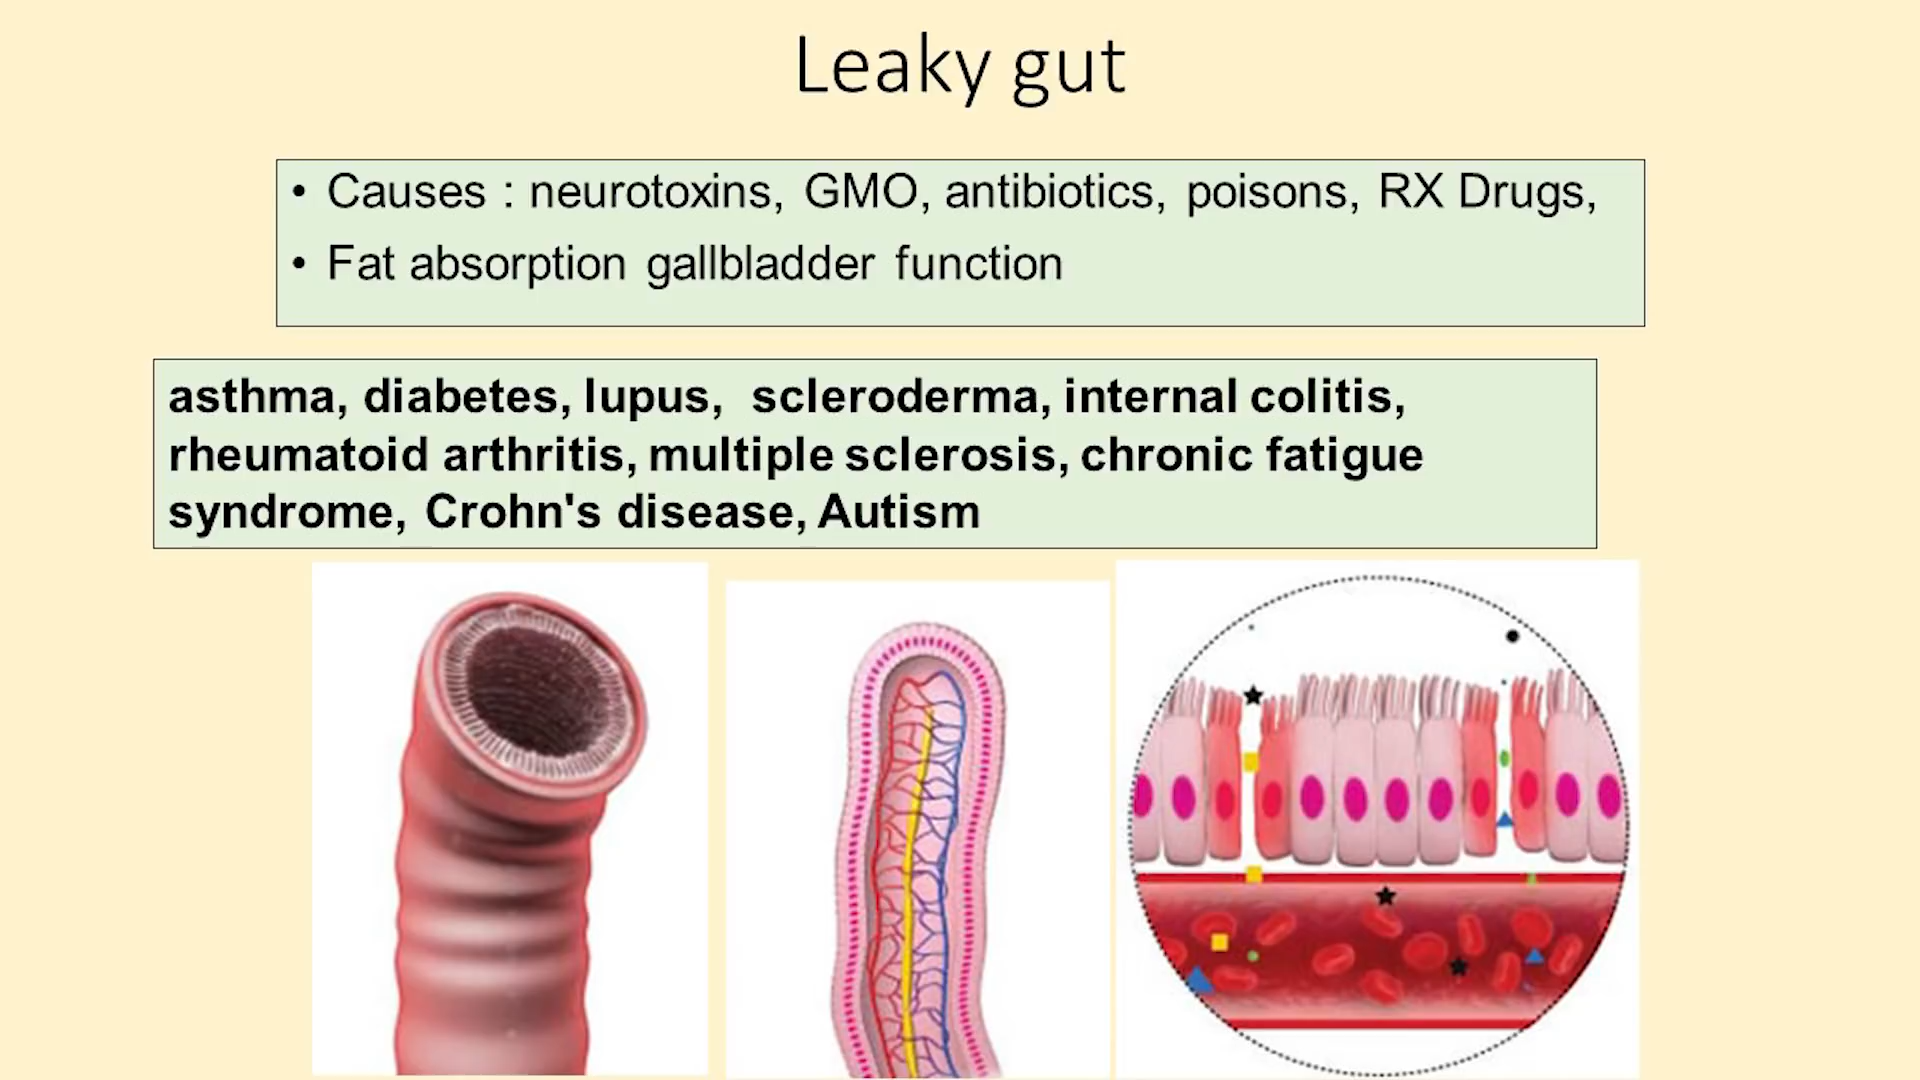 Leaky gut
• Causes : neurotoxins, GMO, antibiotics, poisons, RX Drugs,
• Fat absorption gallbladder function
asthma, diabetes, lupus, scleroderma, internal colitis,
rheumatoid arthritis, multiple sclerosis, chronic fatigue
syndrome, Crohn's disease, Autism